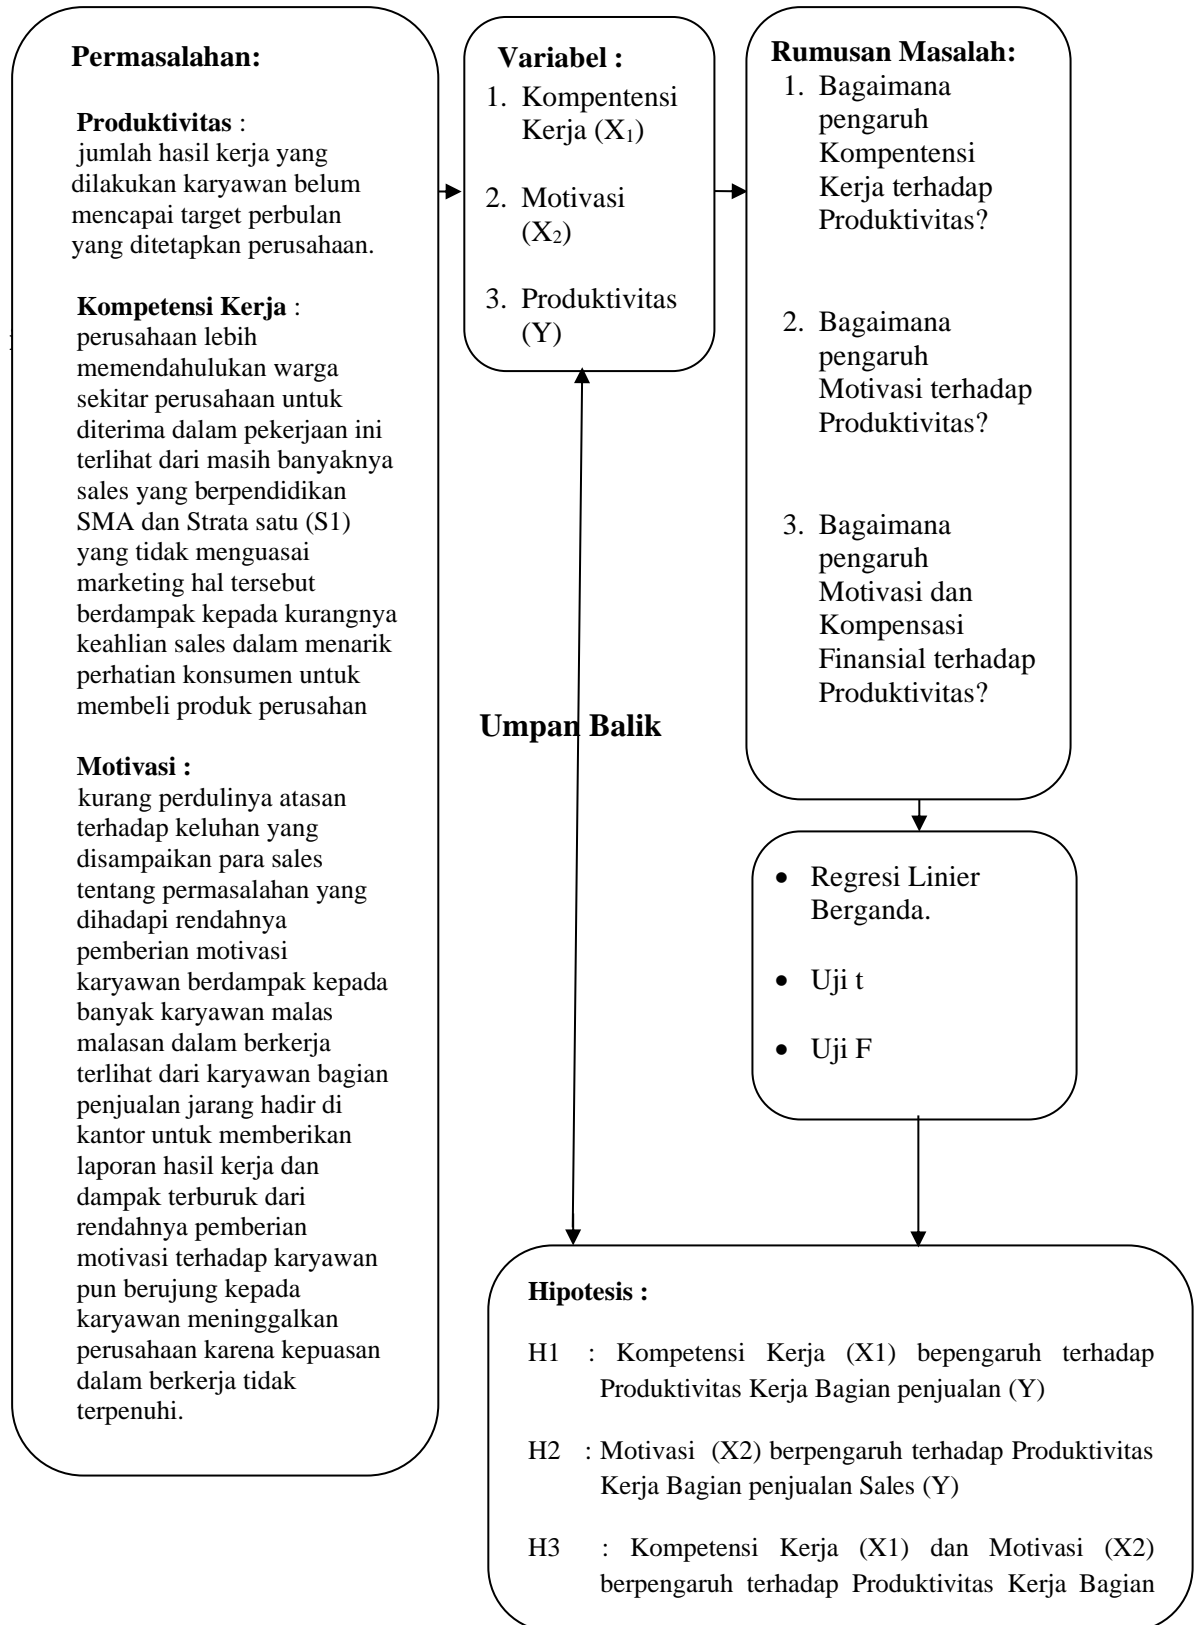 Permasalahan:
Produktivitas :
jumlah hasil kerja yang
dilakukan karyawan belum
mencapai target perbulan
yang ditetapkan perusahaan.
Kompetensi Kerja :
perusahaan lebih
memendahulukan warga
sekitar perusahaan untuk
diterima dalam pekerjaan ini
terlihat dari masih banyaknya
sales yang berpendidikan
SMA dan Strata satu (S1)
yang tidak menguasai
marketing hal tersebut
berdampak kepada kurangnya
keahlian sales dalam menarik
perhatian konsumen untuk
membeli produk perusahan
Motivasi :
kurang perdulinya atasan
terhadap keluhan yang
disampaikan para sales
tentang permasalahan yang
dihadapi rendahnya
pemberian motivasi
karyawan berdampak kepada
banyak karyawan malas
malasan dalam berkerja
terlihat dari karyawan bagian
penjualan jarang hadir di
kantor untuk memberikan
laporan hasil kerja dan
dampak terburuk dari
rendahnya pemberian
motivasi terhadap karyawan
pun berujung kepada
karyawan meninggalkan
perusahaan karena kepuasan
dalam berkerja tidak
terpenuhi.
Variabel :
1. Kompentensi
Kerja (X₁)
2. Motivasi
(X₂)
3. Produktivitas
(Y)
Rumusan Masalah:
1. Bagaimana
pengaruh
Kompentensi
Kerja terhadap
Produktivitas?
2. Bagaimana
pengaruh
Motivasi terhadap
Produktivitas?
3. Bagaimana
pengaruh
Motivasi dan
Kompensasi
Finansial terhadap
Produktivitas?
Umpan Balik
• Regresi Linier
Berganda.
• Uji t
• Uji F
Hipotesis :
H1 : Kompetensi Kerja (X1) bepengaruh terhadap
Produktivitas Kerja Bagian penjualan (Y)
H2 : Motivasi (X2) berpengaruh terhadap Produktivitas
Kerja Bagian penjualan Sales (Y)
H3 : Kompetensi Kerja (X1) dan Motivasi (X2)
berpengaruh terhadap Produktivitas Kerja Bagian